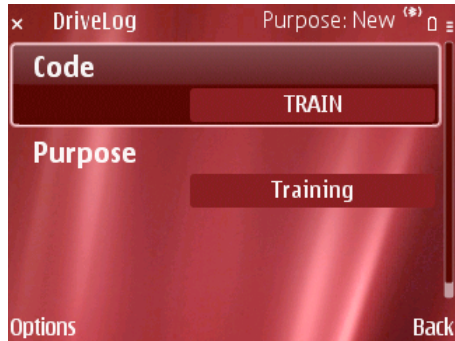 × DriveLog Purpose: New
Code
TRAIN
Purpose
Training
Options Back